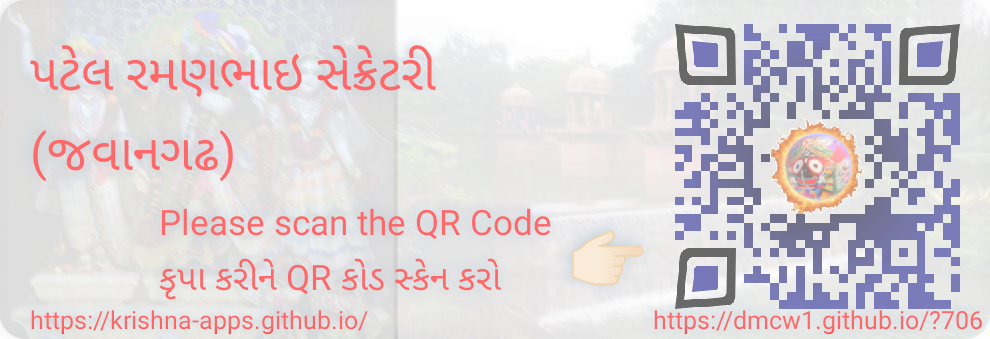 પટેલ રમણભાઇ સેક્રેટરી
(જવાનગઢ)
Please scan the QR Code
કૃપા કરીને QR કોડ સ્કેન કરો
https://krishna-apps.github.io/
https://dmcw1.github.io/?706